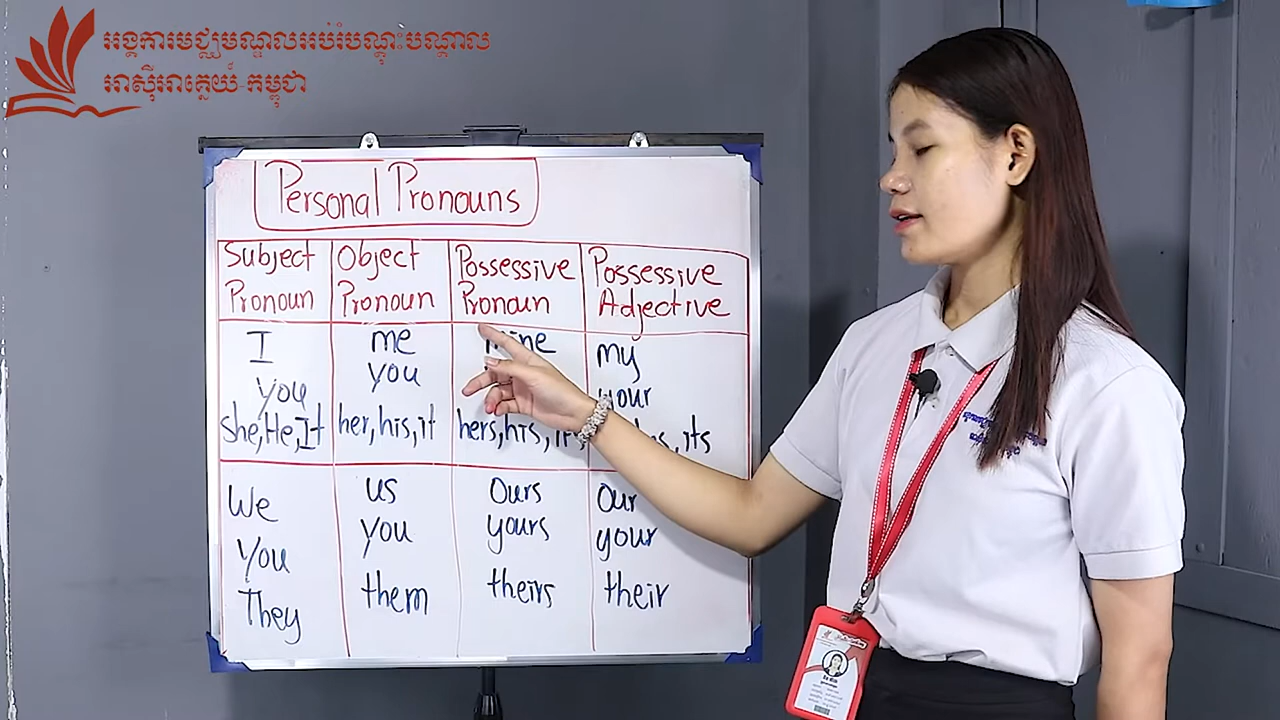 អង្គការមជ្ឈមណ្ឌលអប់រំបណ្តុះបណ្តាល
អាស៊ីអាគ្នេយ៍-កម្ពុជា
Personal Pronouns
Subject Pronoun
Object Pronoun
Possessive Pronoun
Possessive Adjective
I
me
mine
my
you
you
your
She, He, It
her, his, it
hers, his, its
its
We
us
Ours
Our
You
you
yours
your
They
them
theirs
their